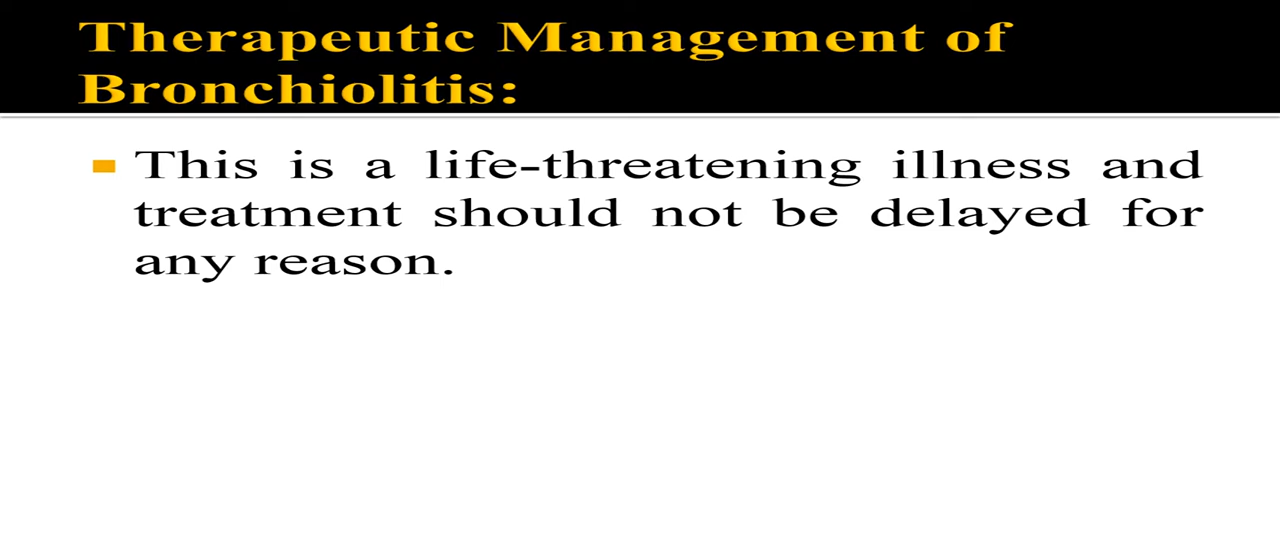 Therapeutic Management of
Bronchiolitis:
This is a life-threatening illness and
treatment should not be delayed for
any reason.